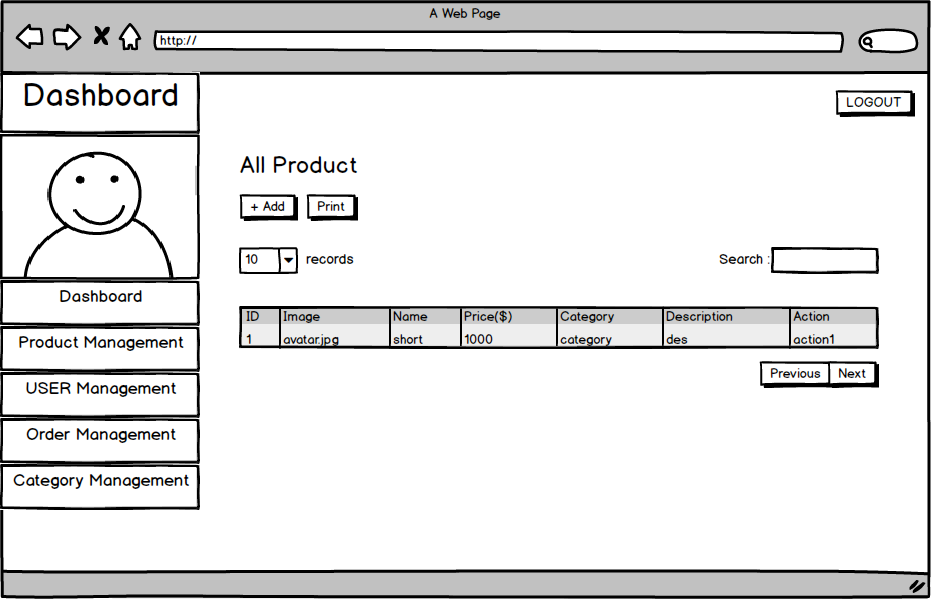 A Web Page
http://
Dashboard
LOGOUT
All Product
+ Add Print
10 records Search :
ID Image Name Price($) Category Description Action
1 avatar.jpg short 1000 category des action1
Previous Next
Dashboard
Product Management
USER Management
Order Management
Category Management